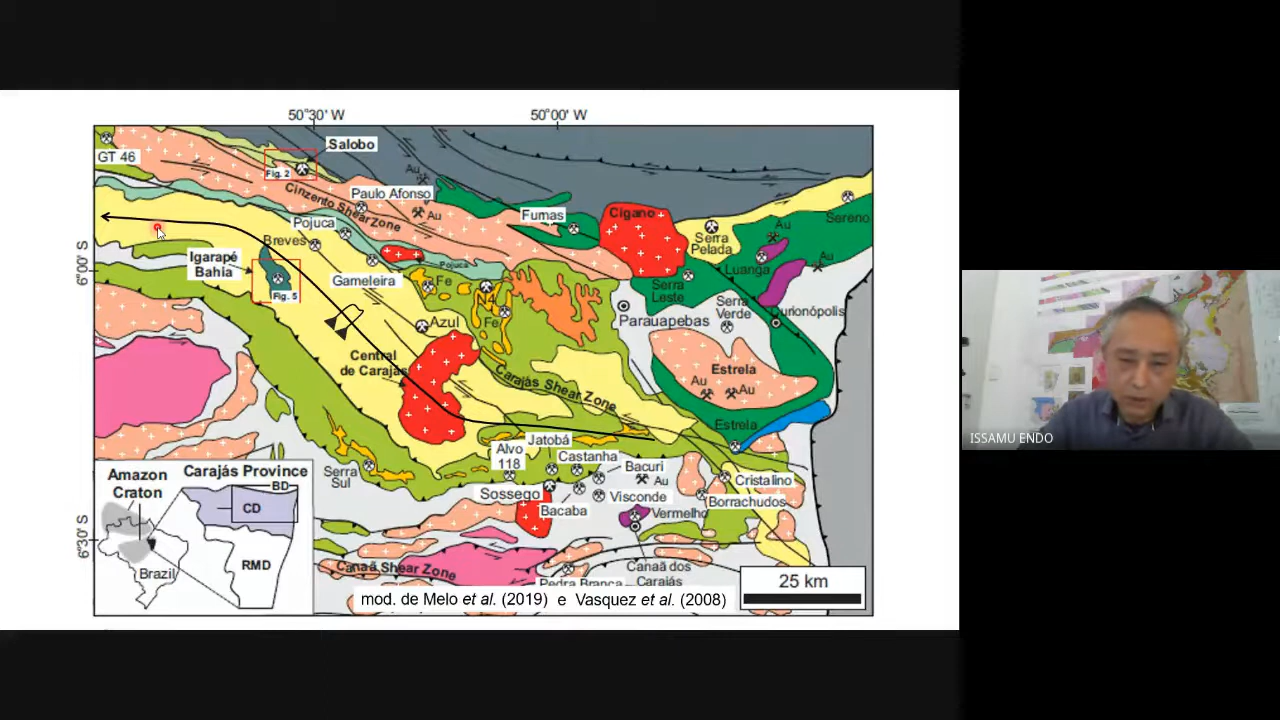 50°30' W
50°00' W
6°00' S
6°30' S
GT 46
Salobo
Fig. 2
Cinzento Shear Zone
Paulo Afonso
Au
Au
Furnas
Cigano
Serra
Pelada
Au
Sereno
Luanga
Au
Pojuca
Breves
Igarapé
Bahia
Fig. 5
Gameleira
Pojuca
Fe
N4
Fe
Azul
Serra
Leste
Serra
Verde
Curionópolis
Parauapebas
Central
de Carajás
Carajás Shear Zone
Estrela
Au
Au
Estrela
Serra
Sul
Alvo
118
Jatobá
Castanha
Bacuri
Au
Sossego
Bacaba
Visconde
Vermelho
Cristalino
Borrachudos
Canaã Shear Zone
Pedra Branca
Canaã dos
Carajás
Amazon
Craton
Brazil
Carajás Province
BD
CD
RMD
25 km
mod. de Melo et al. (2019) e Vasquez et al. (2008)
ISSAMU ENDO